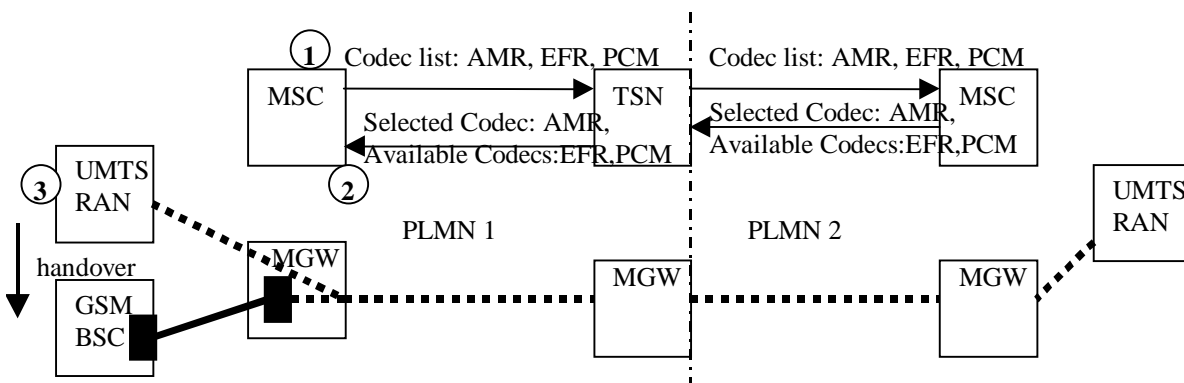 1
Codec list: AMR, EFR, PCM
Codec list: AMR, EFR, PCM
MSC
TSN
MSC
Selected Codec: AMR,
Available Codecs:EFR,PCM
Selected Codec: AMR,
Available Codecs:EFR,PCM
2
3
UMTS
RAN
UMTS
RAN
PLMN 1
PLMN 2
handover
MGW
MGW
MGW
GSM
BSC